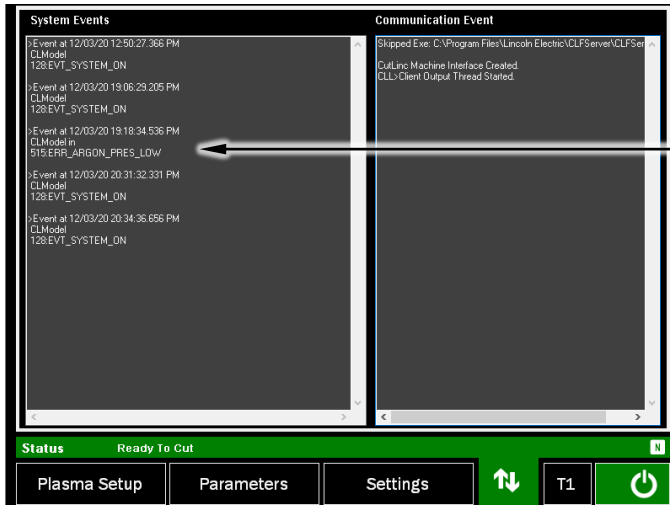 System Events
>Event at 12/03/20 12:50:27.366 PM
CLModel
128:EVT_SYSTEM_ON
>Event at 12/03/20 19:06:29.205 PM
CLModel
128:EVT_SYSTEM_ON
>Event at 12/03/20 19:18:34.536 PM
CLModel in
515:ERR_ARGON_PRES_LOW
>Event at 12/03/20 20:31:32.331 PM
CLModel
128:EVT_SYSTEM_ON
>Event at 12/03/20 20:34:36.656 PM
CLModel
128:EVT_SYSTEM_ON
Communication Event
Skipped Exe: C:\Program Files\Lincoln Electric\CLFServer\CLFSer
CutLinc Machine Interface Created.
CLL>Client Output Thread Started.
Status Ready To Cut N
Plasma Setup Parameters Settings T1